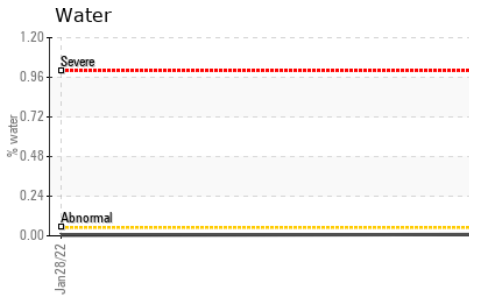 Water
1.20
Severe
0.96
0.72
% water
0.48
0.24
Abnormal
0.00
Jan28/22